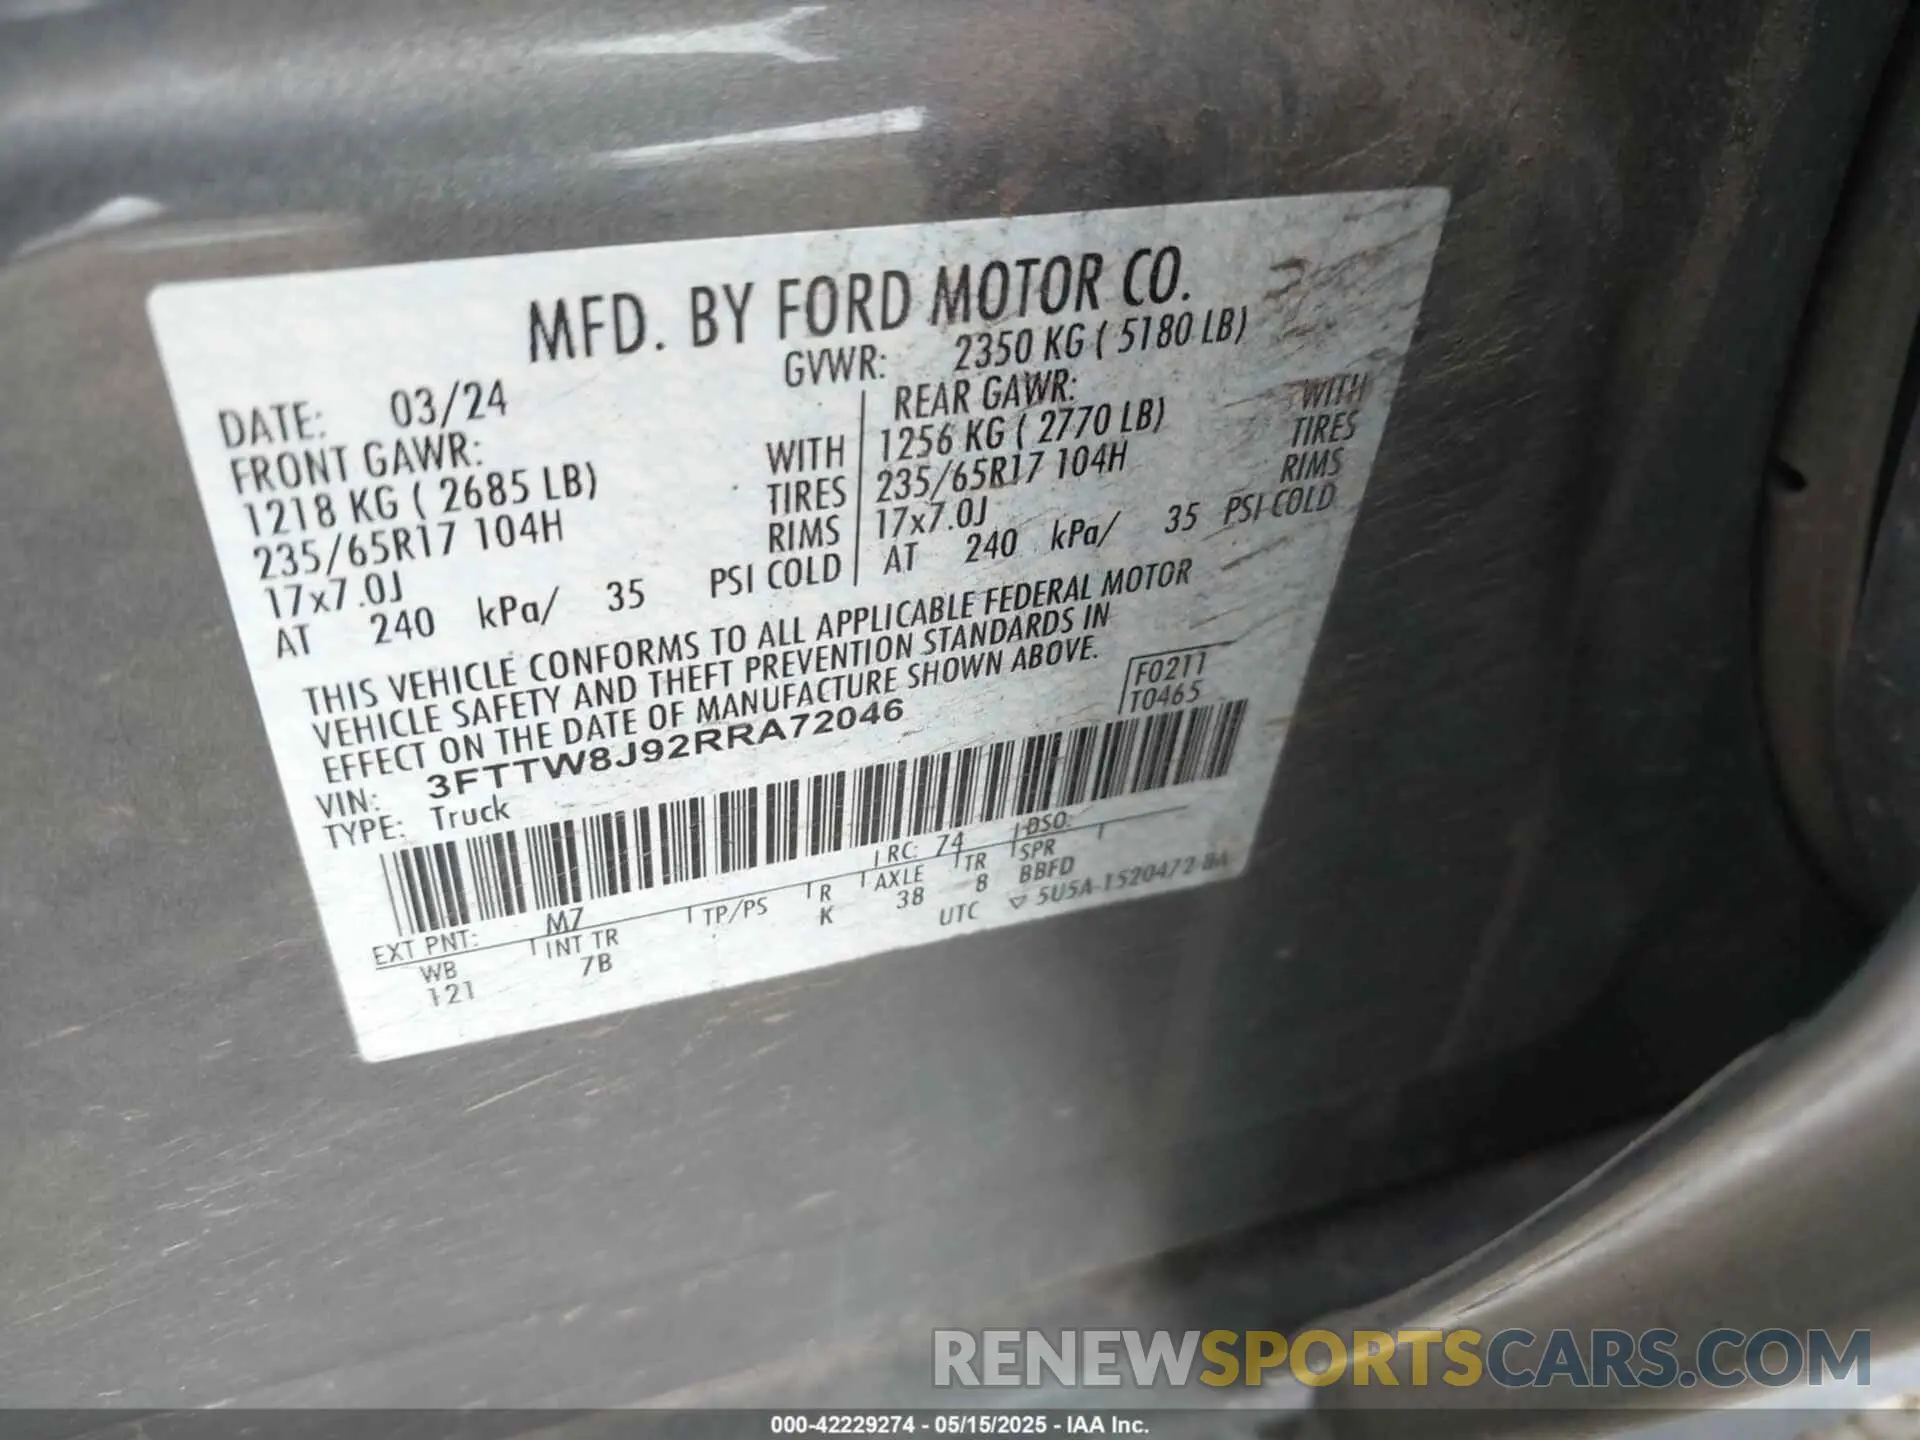 MFD. BY FORD MOTOR CO.
DATE: 03/24 GVWR: 2350 KG ( 5180 LB)
FRONT GAWR: REAR GAWR:
1218 KG ( 2685 LB) WITH 1256 KG ( 2770 LB) WITH
235/65R17 104H TIRES 235/65R17 104H TIRES
17x7.0J RIMS 17x7.0J RIMS
AT 240 kPa/ 35 PSI COLD AT 240 kPa/ 35 PSI COLD
THIS VEHICLE CONFORMS TO ALL APPLICABLE FEDERAL MOTOR
VEHICLE SAFETY AND THEFT PREVENTION STANDARDS IN
EFFECT ON THE DATE OF MANUFACTURE SHOWN ABOVE.
VIN: 3FTTW8J92RRA72046 F0211
TYPE: Truck T0465
EXT PNT: M7 RC: 74 DSO:
WB INT TR TP/PS R AXLE TR SPR
121 7B K 38 8 BBFD
UTC ▽ 5U5A-1520472-BA
RENEWSPORTSCARS.COM
000-42229274 - 05/15/2025 - IAA Inc.